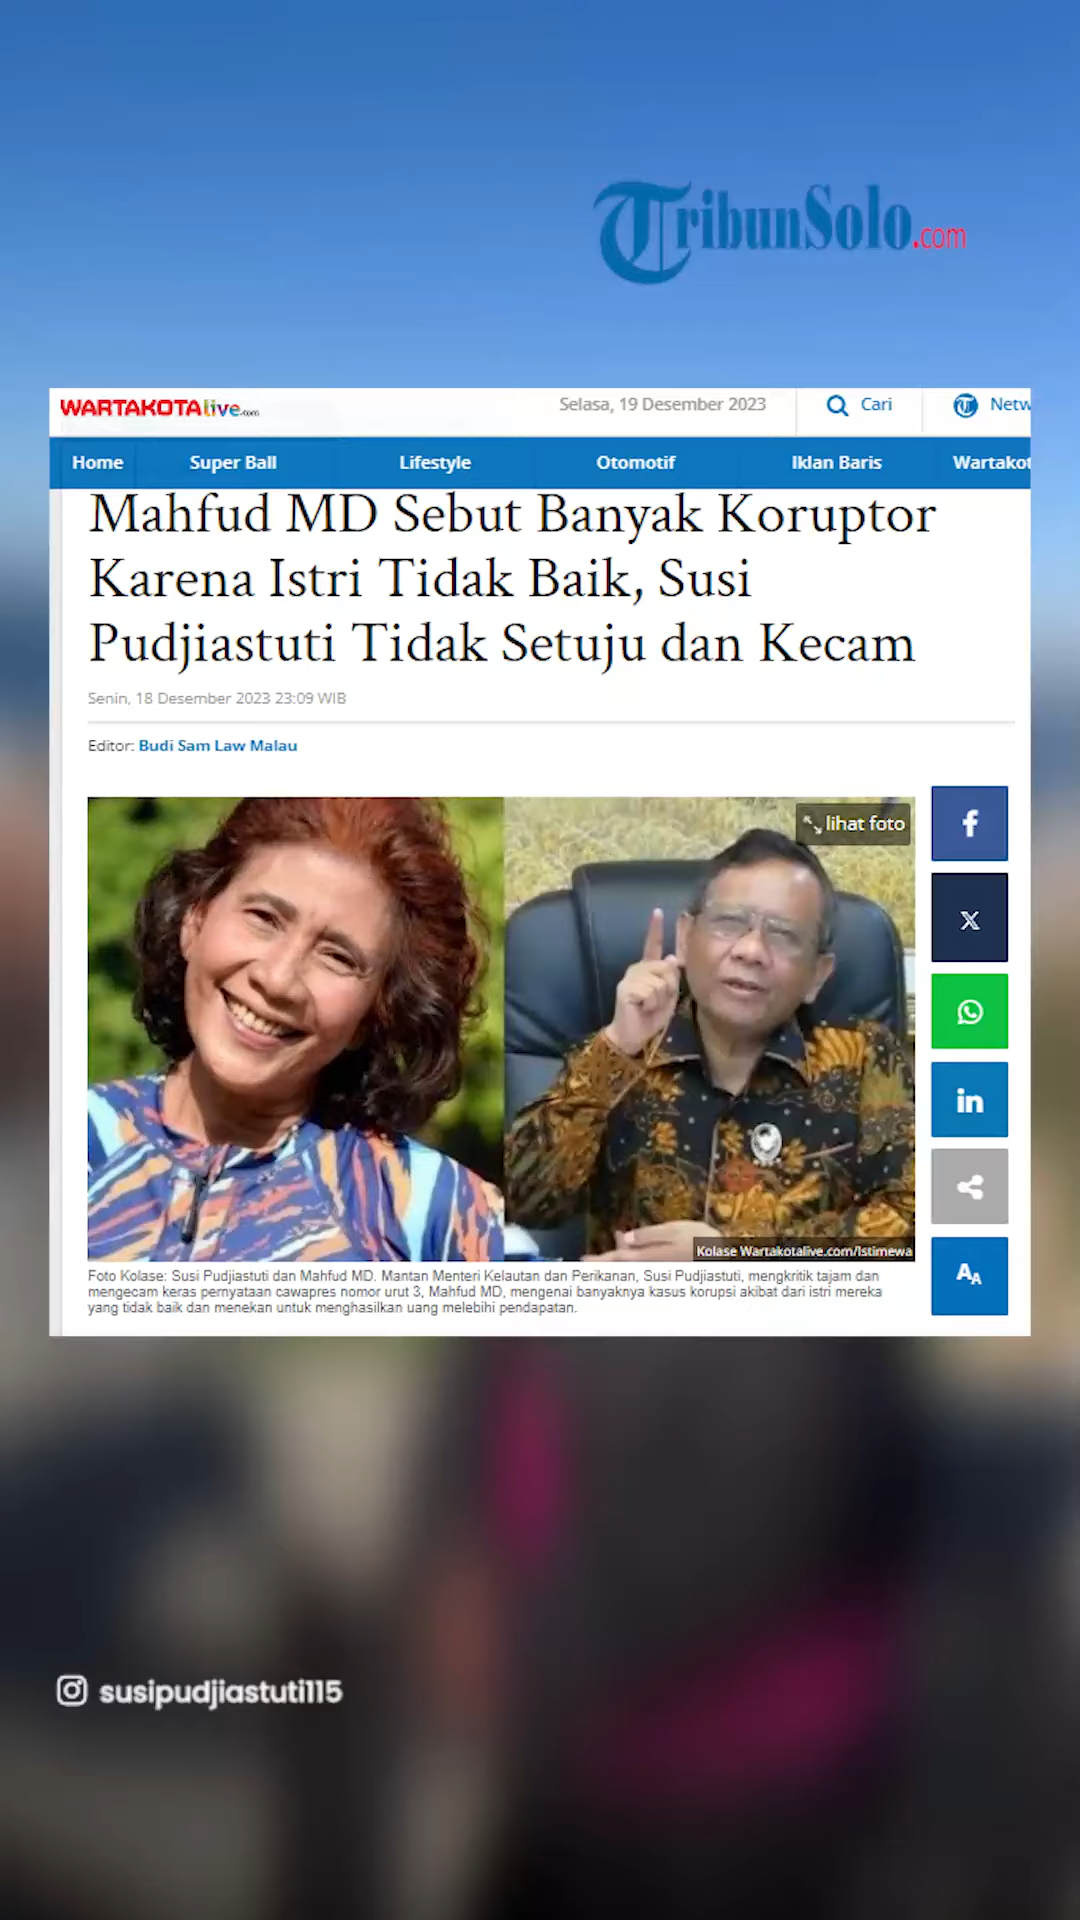 TribunSolo.com
WARTAKOTAlive.com
Selasa, 19 Desember 2023
Cari
Netw
Home
Super Ball
Lifestyle
Otomotif
Iklan Baris
Wartakot
Mahfud MD Sebut Banyak Koruptor
Karena Istri Tidak Baik, Susi
Pudjiastuti Tidak Setuju dan Kecam
Senin, 18 Desember 2023 23:09 WIB
Editor: Budi Sam Law Malau
lihat foto
Kolase Wartakotalive.com/Istimewa
Foto Kolase: Susi Pudjiastuti dan Mahfud MD. Mantan Menteri Kelautan dan Perikanan, Susi Pudjiastuti, mengkritik tajam dan
mengecam keras pernyataan cawapres nomor urut 3, Mahfud MD, mengenai banyaknya kasus korupsi akibat dari istri mereka
yang tidak baik dan menekan untuk menghasilkan uang melebihi pendapatan.
f
X
in
AA
susipudjiastuti115